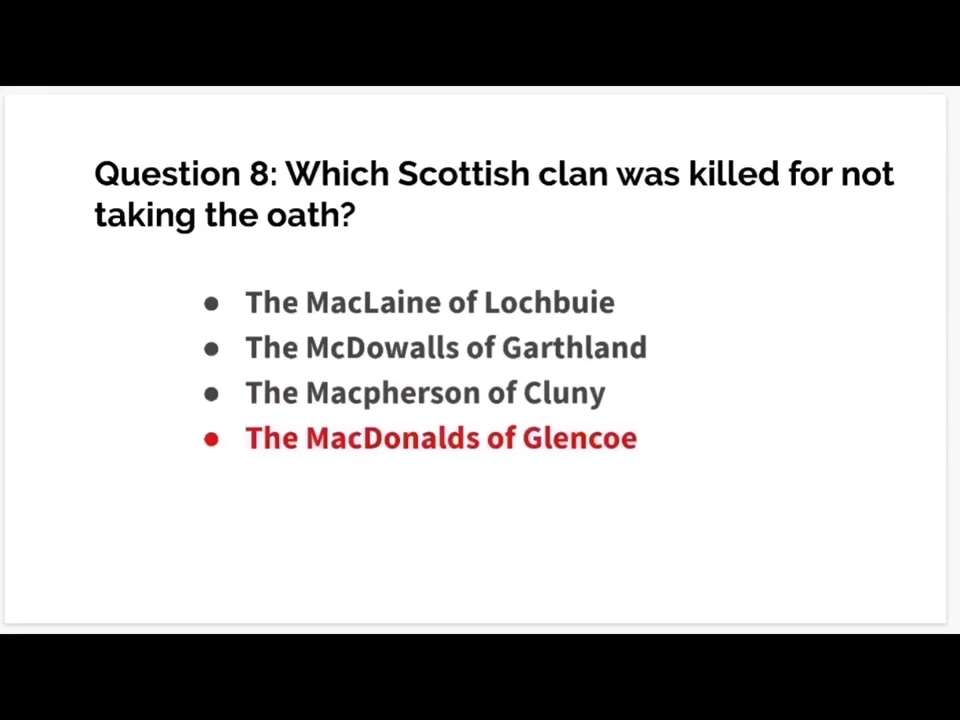 Question 8: Which Scottish clan was killed for not
taking the oath?
● The MacLaine of Lochbuie
● The McDowalls of Garthland
● The Macpherson of Cluny
● The MacDonalds of Glencoe